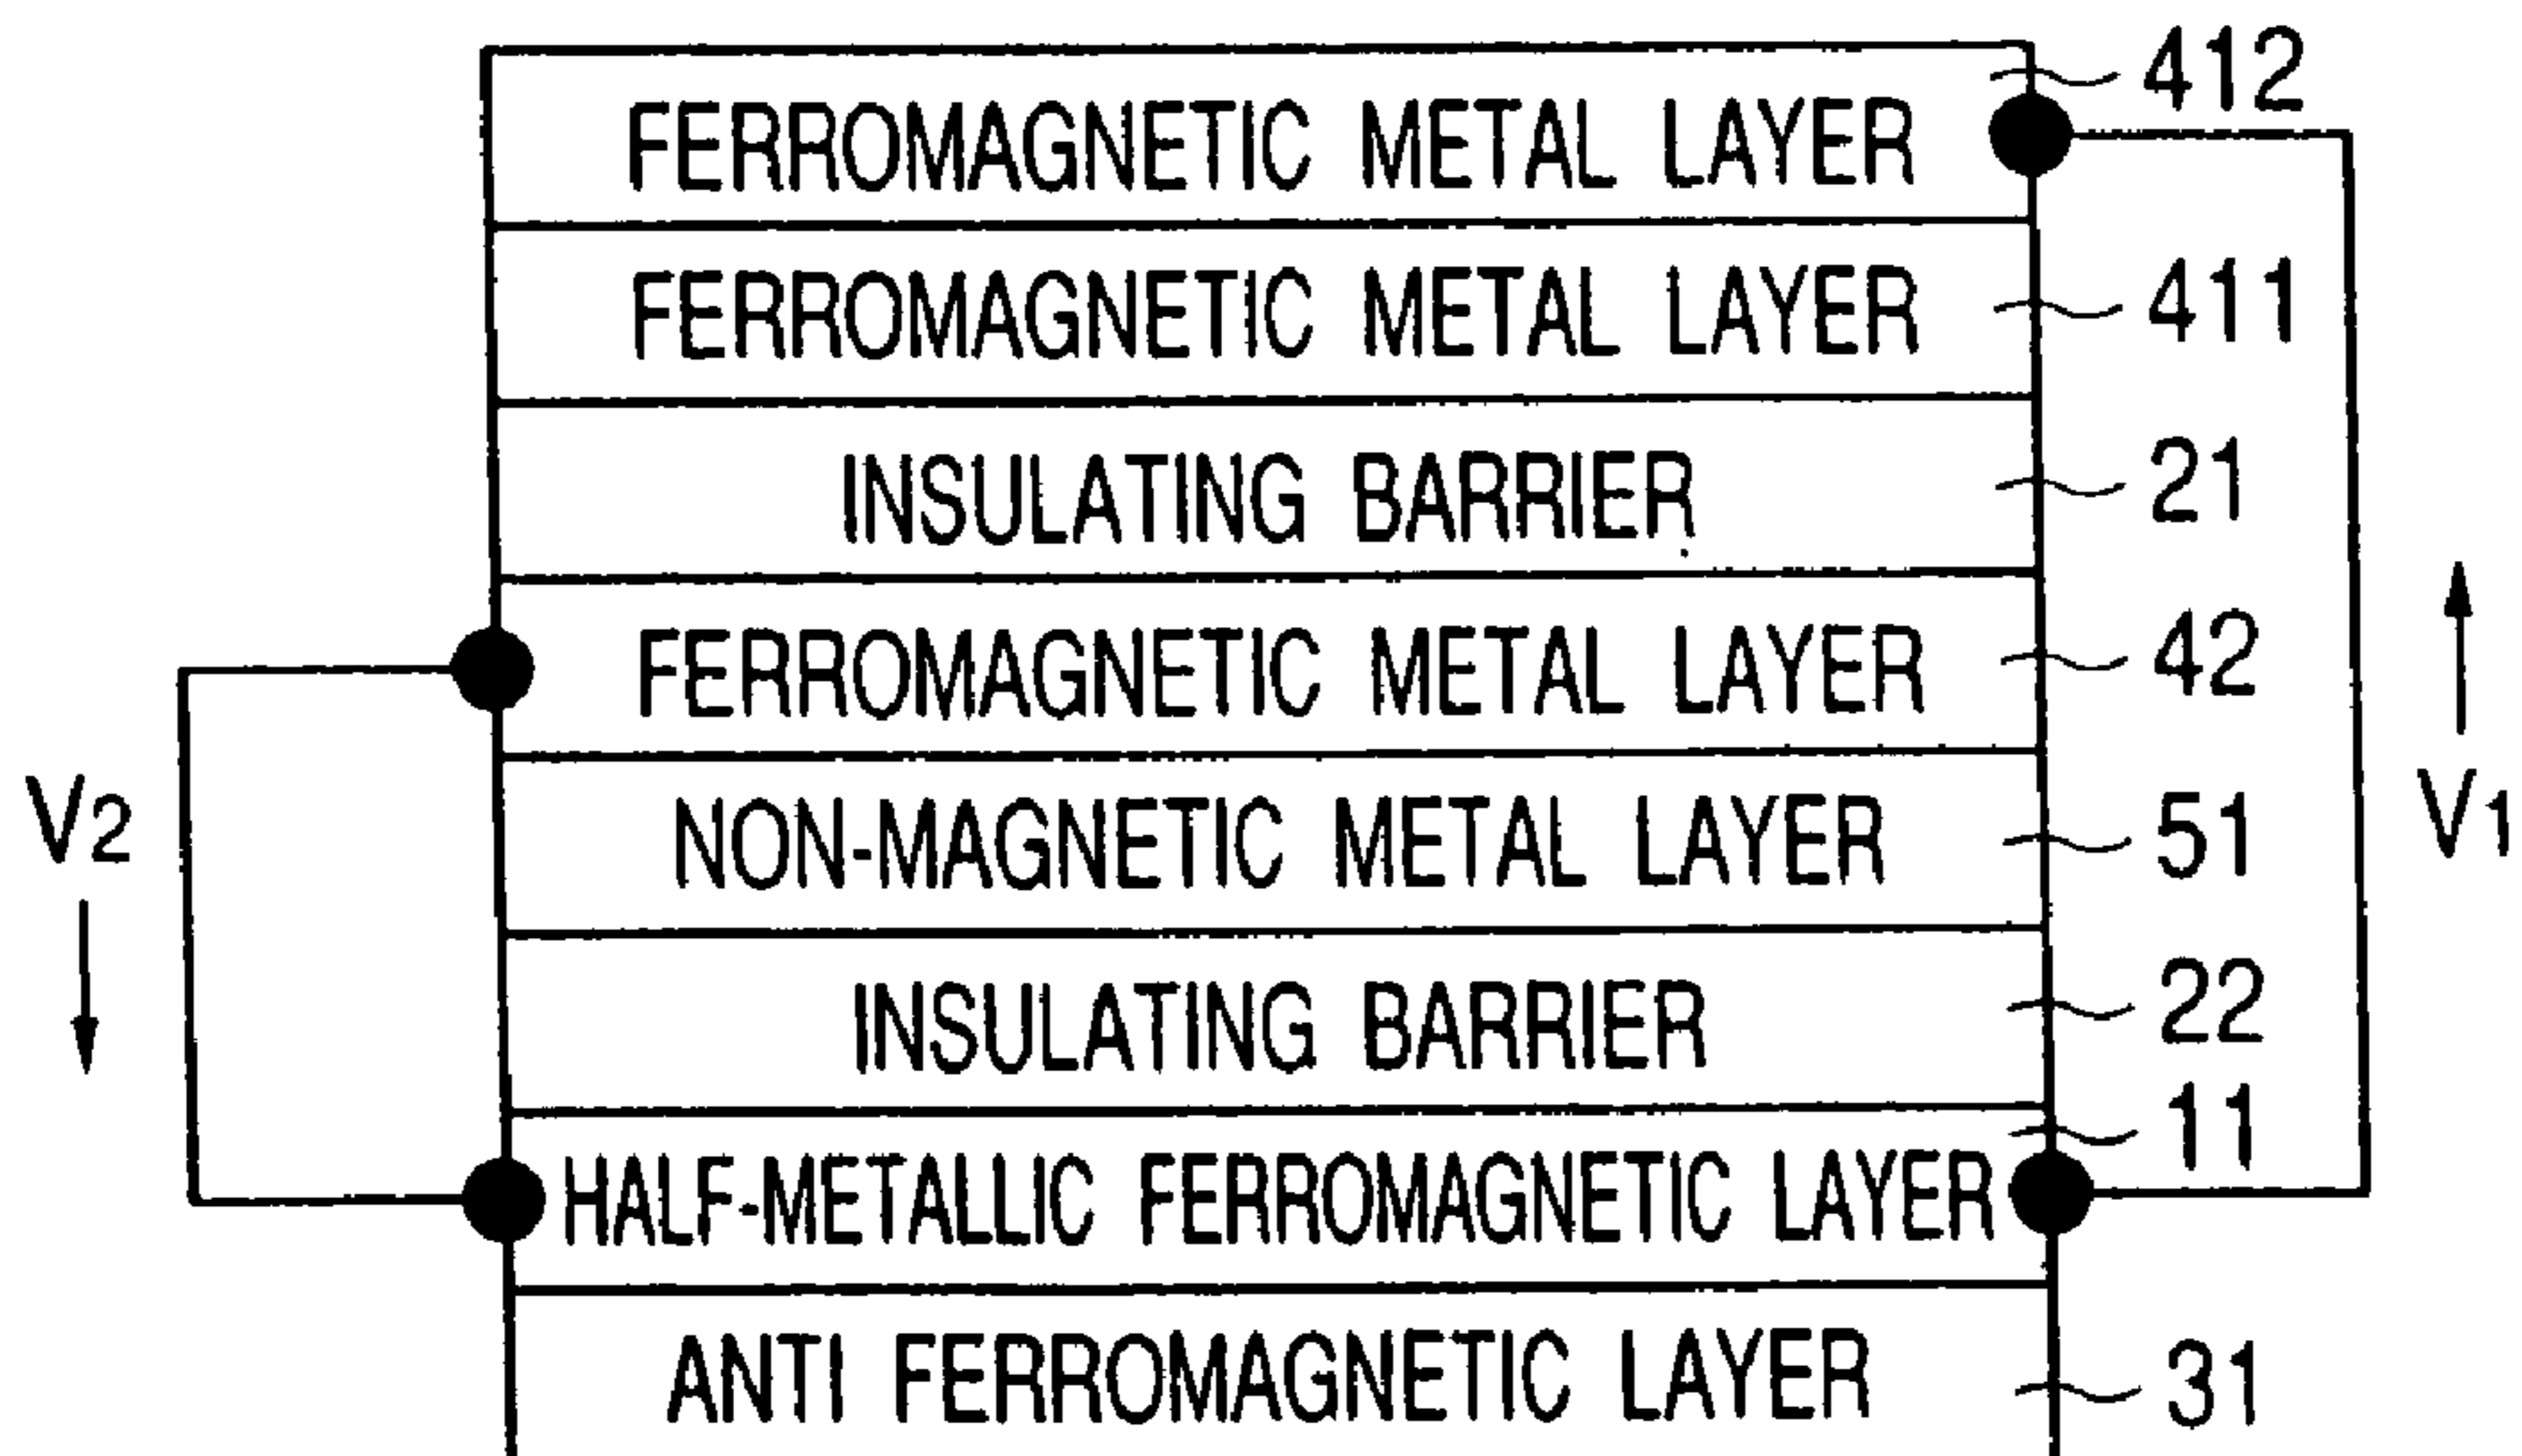 FERROMAGNETIC METAL LAYER 412
FERROMAGNETIC METAL LAYER 411
INSULATING BARRIER 21
FERROMAGNETIC METAL LAYER 42
NON-MAGNETIC METAL LAYER 51
V2
V1
INSULATING BARRIER 22
HALF-METALLIC FERROMAGNETIC LAYER 11
ANTI FERROMAGNETIC LAYER 31